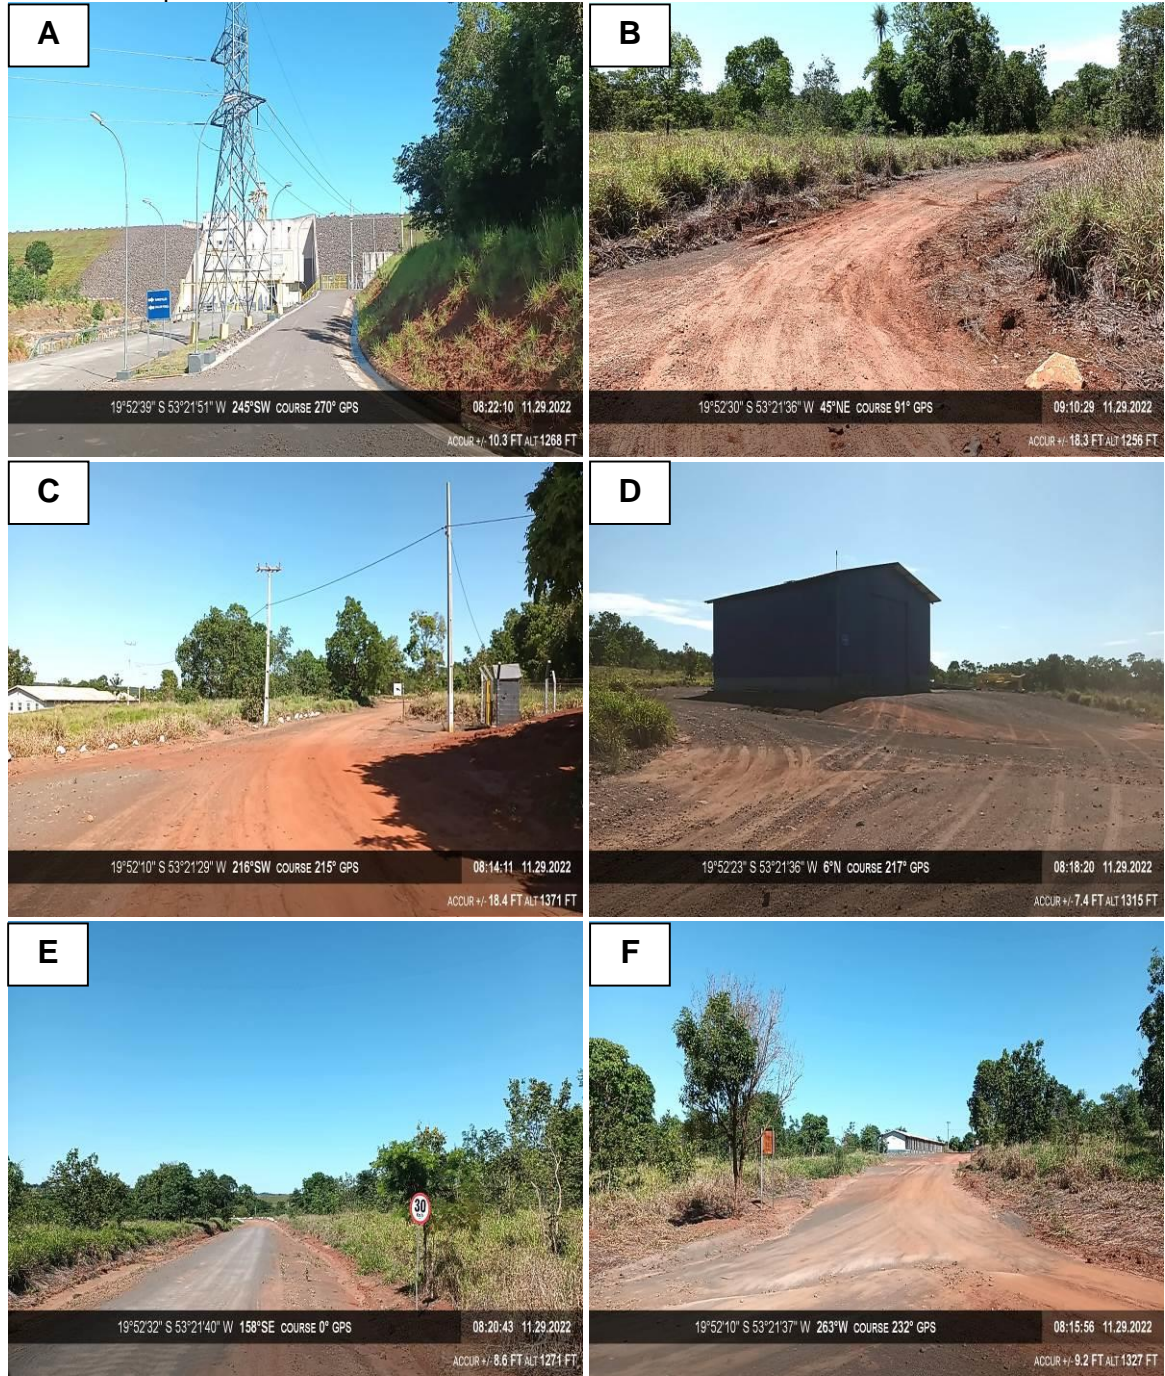 A
19°52'39" S 53°21'51" W 245°SW COURSE 270° GPS
08:22:10 11.29.2022
ACCUR +/- 10.3 FT ALT 1268 FT
B
19°52'30" S 53°21'36" W 45°NE COURSE 91° GPS
09:10:29 11.29.2022
ACCUR +/- 18.3 FT ALT 1256 FT
C
19°52'10" S 53°21'29" W 216°SW COURSE 215° GPS
08:14:11 11.29.2022
ACCUR +/- 18.4 FT ALT 1371 FT
D
19°52'23" S 53°21'36" W 6°N COURSE 217° GPS
08:18:20 11.29.2022
ACCUR +/- 7.4 FT ALT 1315 FT
E
30
19°52'32" S 53°21'40" W 158°SE COURSE 0° GPS
08:20:43 11.29.2022
ACCUR +/- 8.6 FT ALT 1271 FT
F
19°52'10" S 53°21'37" W 263°W COURSE 232° GPS
08:15:56 11.29.2022
ACCUR +/- 9.2 FT ALT 1327 FT